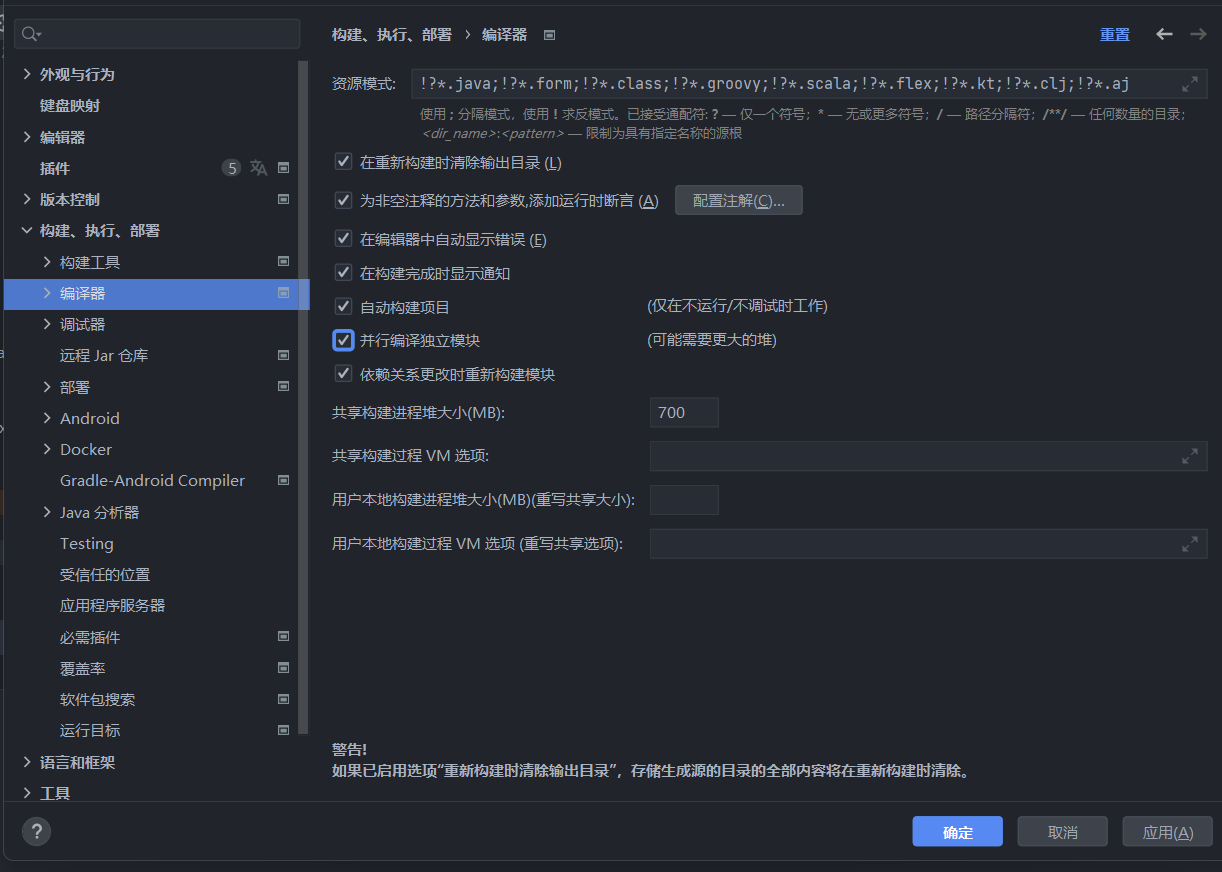 构建、执行、部署 › 编译器
重置
外观与行为
键盘映射
编辑器
插件 5
版本控制
构建、执行、部署
构建工具
编译器
调试器
远程 Jar 仓库
部署
Android
Docker
Gradle-Android Compiler
Java 分析器
Testing
受信任的位置
应用程序服务器
必需插件
覆盖率
软件包搜索
运行目标
语言和框架
工具
资源模式: !?*.java;!?*.form;!?*.class;!?*.groovy;!?*.scala;!?*.flex;!?*.kt;!?*.clj;!?*.aj
使用 ; 分隔模式，使用 ! 求反模式。已接受通配符: ? — 仅一个符号；* — 无或更多符号；/ — 路径分隔符；/**/ — 任何数量的目录；
<dir_name>:<pattern> — 限制为具有指定名称的源根
在重新构建时清除输出目录 (L)
为非空注释的方法和参数,添加运行时断言 (A) 配置注解(C)...
在编辑器中自动显示错误 (E)
在构建完成时显示通知
自动构建项目 (仅在不运行/不调试时工作)
并行编译独立模块 (可能需要更大的堆)
依赖关系更改时重新构建模块
共享构建进程堆大小(MB): 700
共享构建过程 VM 选项:
用户本地构建进程堆大小(MB)(重写共享大小):
用户本地构建过程 VM 选项 (重写共享选项):
警告!
如果已启用选项“重新构建时清除输出目录”，存储生成源的目录的全部内容将在重新构建时清除。
?
确定 取消 应用(A)